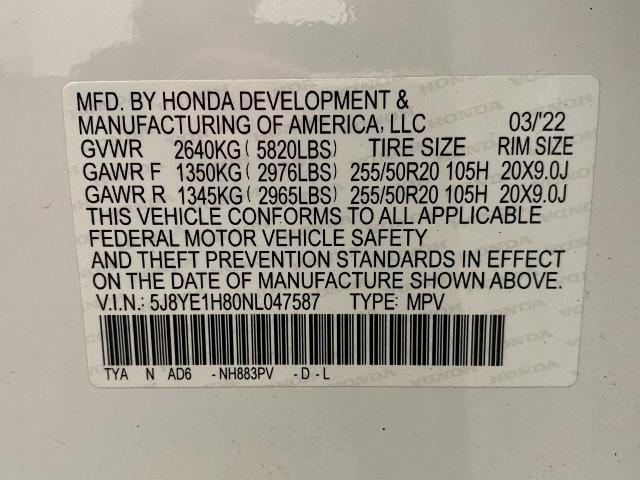 MFD. BY HONDA DEVELOPMENT &
MANUFACTURING OF AMERICA, LLC 03/'22
GVWR 2640KG ( 5820LBS) TIRE SIZE RIM SIZE
GAWR F 1350KG ( 2976LBS) 255/50R20 105H 20X9.0J
GAWR R 1345KG ( 2965LBS) 255/50R20 105H 20X9.0J
THIS VEHICLE CONFORMS TO ALL APPLICABLE
FEDERAL MOTOR VEHICLE SAFETY
AND THEFT PREVENTION STANDARDS IN EFFECT
ON THE DATE OF MANUFACTURE SHOWN ABOVE.
V.I.N.: 5J8YE1H80NL047587 TYPE: MPV
TYA N AD6 -NH883PV -D-L